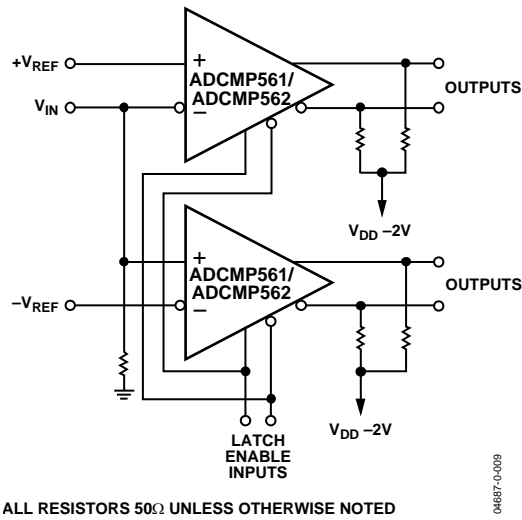 +VREF
VIN
+
ADCMP561/
ADCMP562
−
OUTPUTS
VDD −2V
−VREF
+
ADCMP561/
ADCMP562
−
OUTPUTS
VDD −2V
LATCH
ENABLE
INPUTS
ALL RESISTORS 50Ω UNLESS OTHERWISE NOTED
04687-0-009